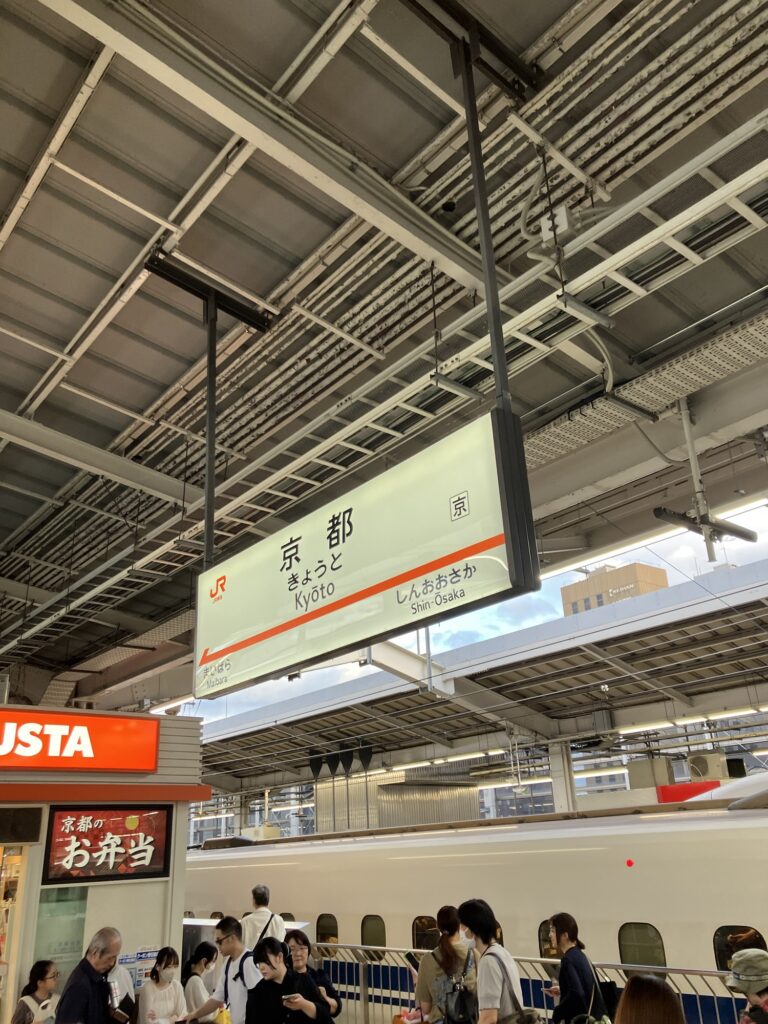 京
京都
きょうと
Kyōto
JR
しんおおさか
Shin-Ōsaka
まいばら
Maibara
USTA
京都の
お弁当